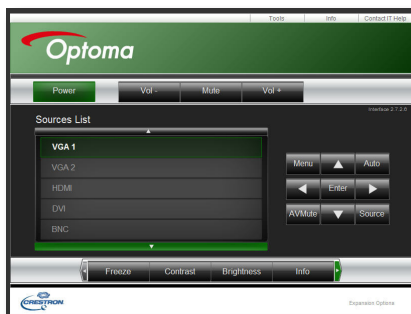 Tools Info Contact IT Help
Optoma
Power Vol - Mute Vol +
Interface 2.7.2.6
Sources List
VGA 1
VGA 2
HDMI
DVI
BNC
Menu Auto
Enter
AVMute Source
Freeze Contrast Brightness Info
CRESTRON
Expansion Options